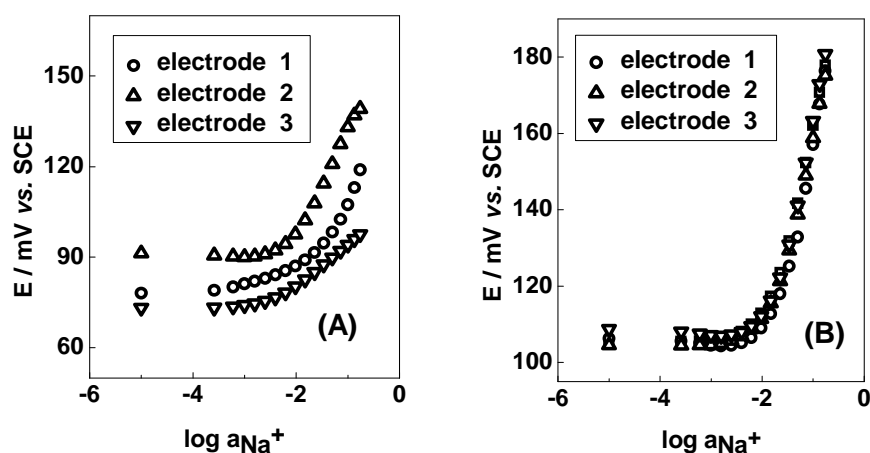 electrode 1
electrode 2
electrode 3
150
120
90
60
E / mV vs. SCE
(A)
-6 -4 -2 0
log aNa+
electrode 1
electrode 2
electrode 3
180
160
140
120
100
E / mV vs. SCE
(B)
-6 -4 -2 0
log aNa+